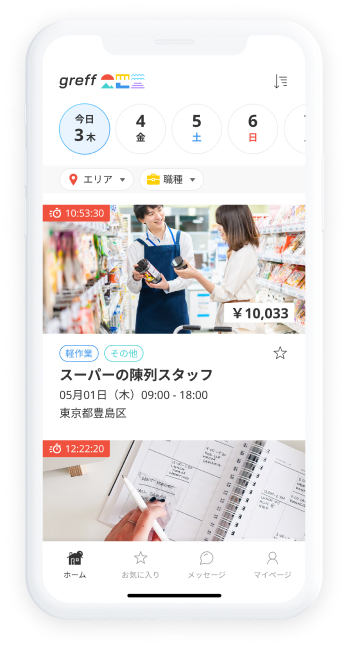 greff
今日
3 木
4
金
5
土
6
日
エリア
職種
10:53:30
￥10,033
軽作業
その他
スーパーの陳列スタッフ
05月01日（木）09:00 - 18:00
東京都豊島区
12:22:20
ホーム
お気に入り
メッセージ
マイページ